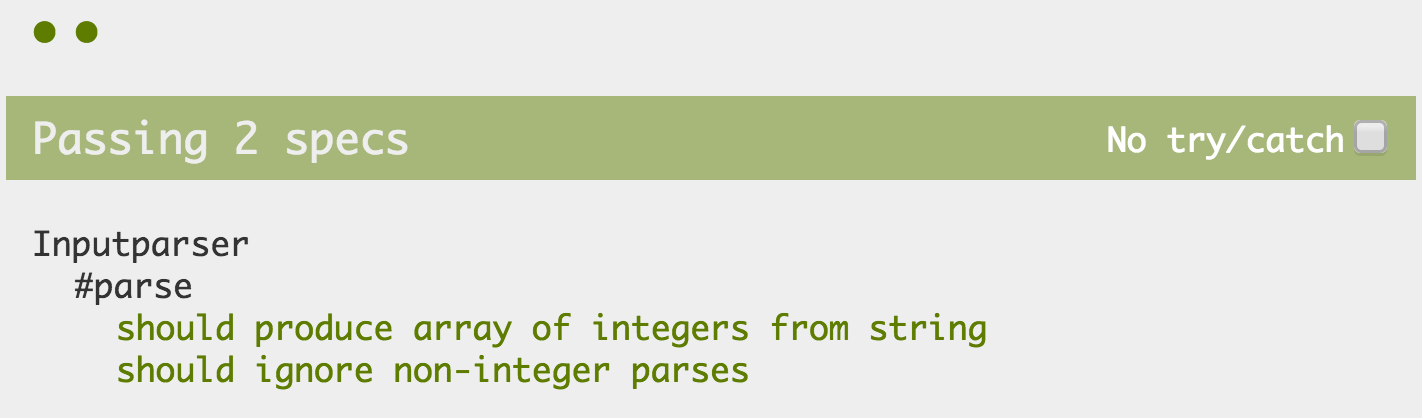 Passing 2 specs No try/catch
Inputparser
#parse
should produce array of integers from string
should ignore non-integer parses